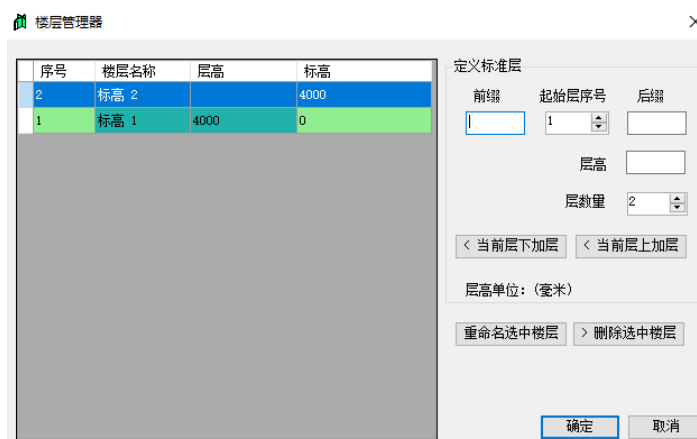 楼层管理器
序号 楼层名称 层高 标高
2 标高 2 4000
1 标高 1 4000 0
定义标准层
前缀 起始层序号 后缀
1
层高
层数量 2
< 当前层下加层 < 当前层上加层
层高单位：(毫米)
重命名选中楼层 > 删除选中楼层
确定 取消